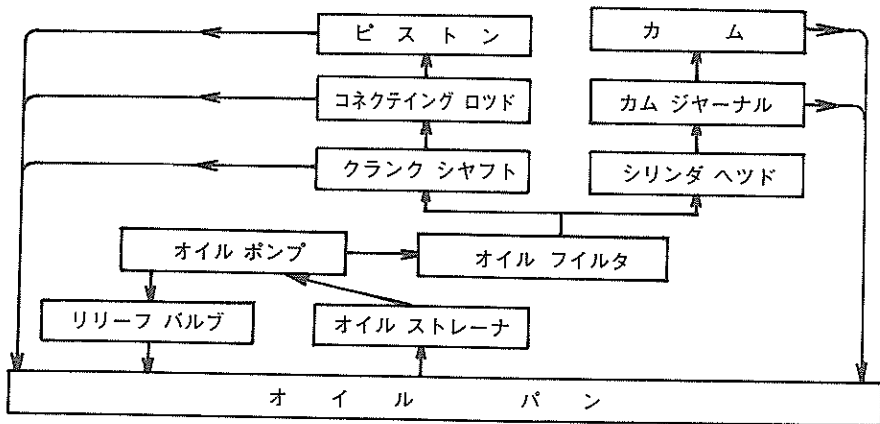 ピストン
カム
コネクテイング ロツド
カム ジヤーナル
クランク シヤフト
シリンダ ヘツド
オイル ポンプ
オイル フイルタ
リリーフ バルブ
オイル ストレーナ
オイルパン